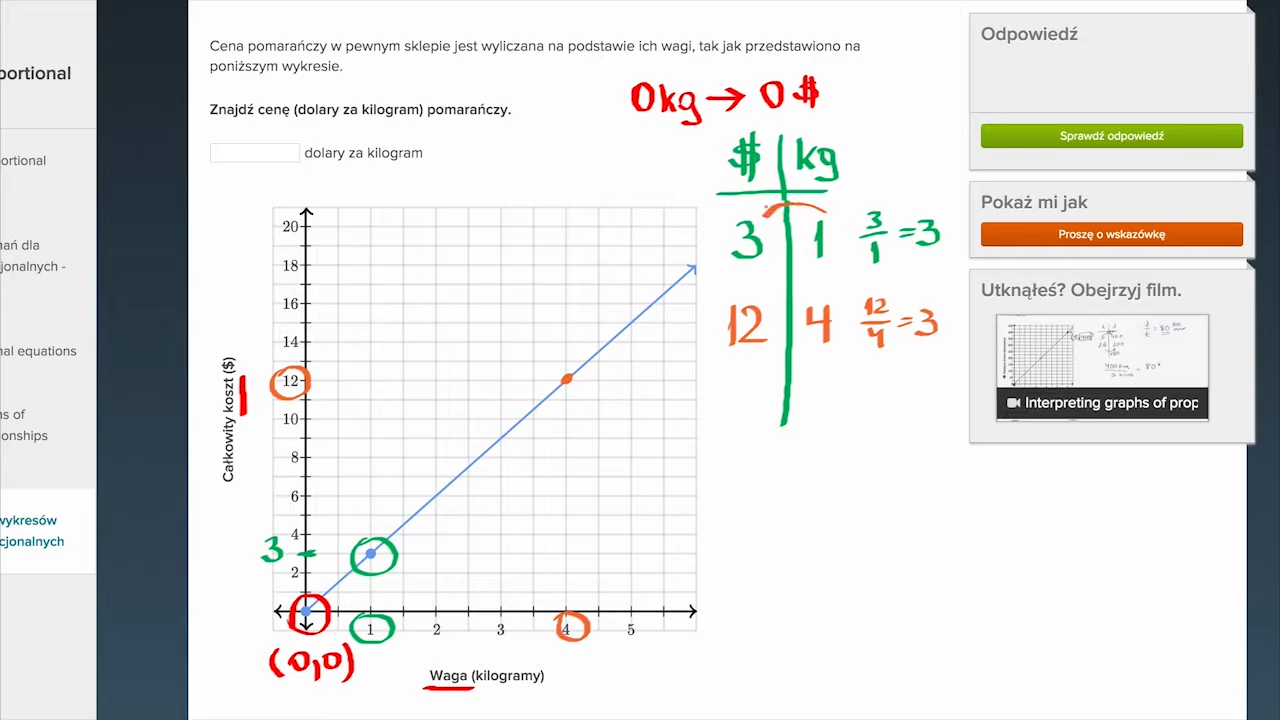 portional
ortional
ań dla
jonalnych -
nal equations
ns of
onships
wykresów
cjonalnych
Cena pomarańczy w pewnym sklepie jest wyliczana na podstawie ich wagi, tak jak przedstawiono na
poniższym wykresie.
Znajdź cenę (dolary za kilogram) pomarańczy.
dolary za kilogram
0kg → 0 $
$ kg
3 1 3/1 = 3
12 4 12/4 = 3
20
18
16
14
12
10
8
6
4
3
2
1 2 3 4 5
(0,0)
Całkowity koszt ($)
Waga (kilogramy)
Odpowiedź
Sprawdź odpowiedź
Pokaż mi jak
Proszę o wskazówkę
Utknąłeś? Obejrzyj film.
Interpreting graphs of prop